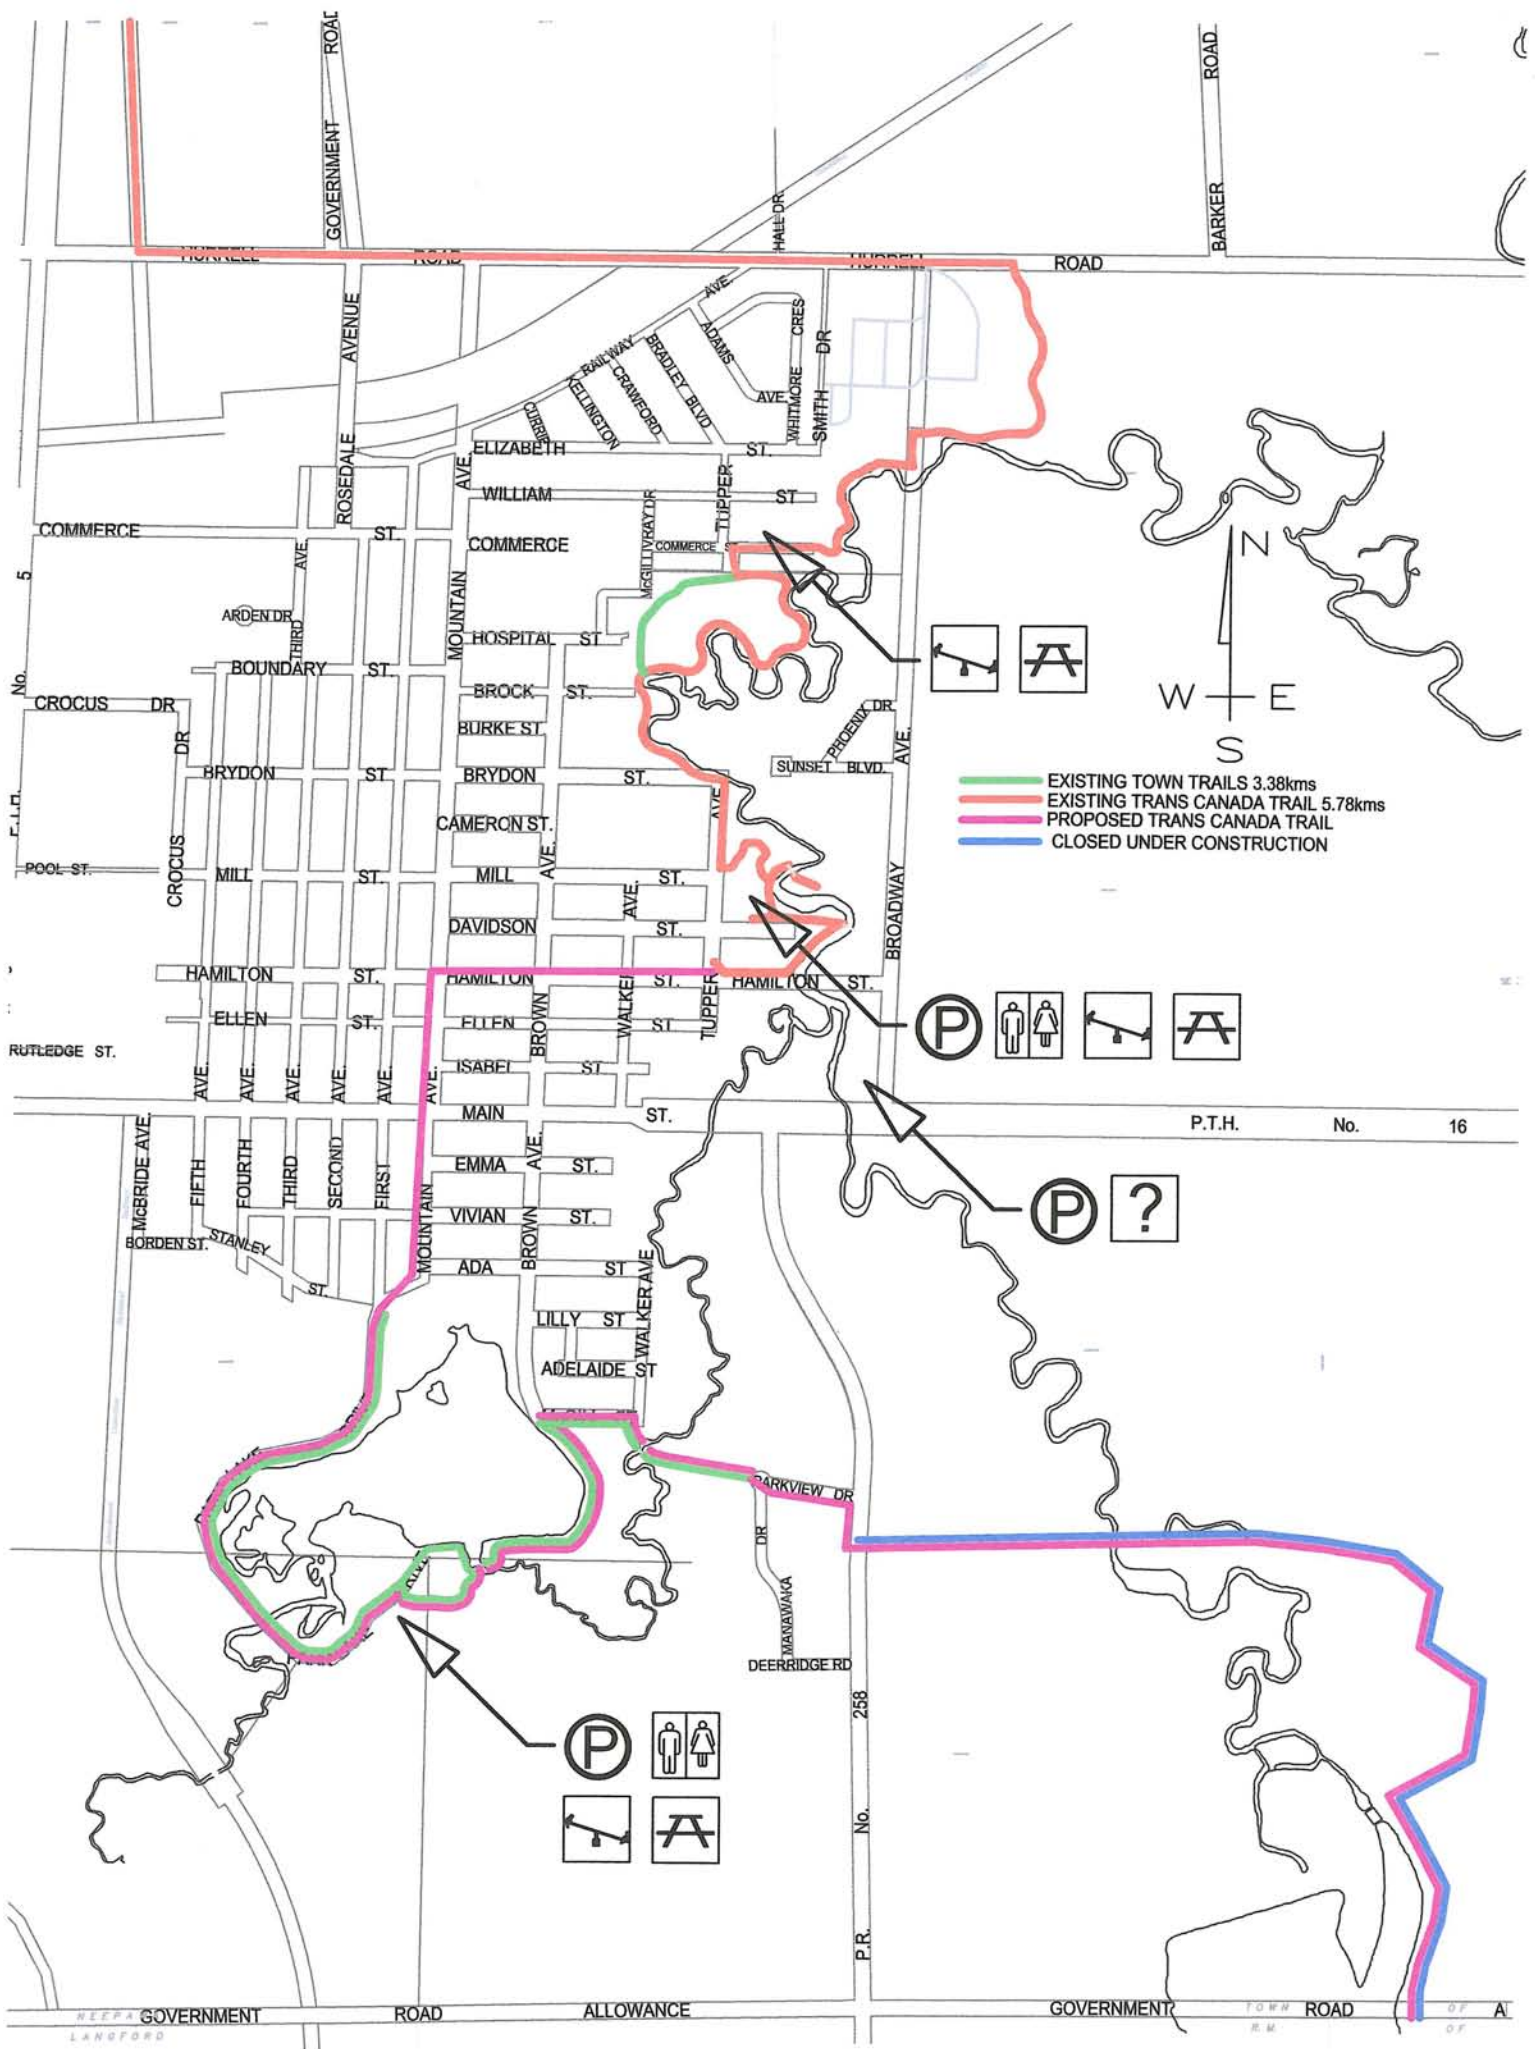 ROAD
GOVERNMENT
HALL DR.
BARKER ROAD
HURRELL ROAD HURRELL ROAD
AVENUE
ROSEDALE
RAILWAY AVE.
ADAMS AVE.
WHITMORE CRES
SMITH DR
BRADLEY BLVD
CRAWFORD
KELLINGTON
CURRIE
ELIZABETH ST.
AVE.
TUPPER
WILLIAM ST
McGILLIVRAY DR
COMMERCE ST.
COMMERCE
COMMERCE S
N
5
No.
P.T.H.
AVE
THIRD
ARDEN DR
MOUNTAIN
HOSPITAL ST
BOUNDARY ST.
BROCK ST.
W E
S
CROCUS DR
DR
CROCUS
BURKE ST.
PHOENIX DR
AVE.
SUNSET BLVD.
BRYDON ST
BRYDON ST.
AVE
EXISTING TOWN TRAILS 3.38kms
EXISTING TRANS CANADA TRAIL 5.78kms
PROPOSED TRANS CANADA TRAIL
CLOSED UNDER CONSTRUCTION
CAMERON ST.
AVE.
POOL ST.
MILL ST.
MILL ST.
AVE.
DAVIDSON ST.
BROADWAY
HAMILTON ST.
HAMILTON ST.
HAMILTON ST.
WALKER
TUPPER
BROWN
ELLEN ST.
ELLEN ST
P
RUTLEDGE ST.
AVE.
AVE.
AVE.
AVE.
AVE.
AVE.
ISABEL ST
MAIN ST.
P.T.H. No. 16
McBRIDE AVE.
FIFTH
FOURTH
THIRD
SECOND
FIRST
MOUNTAIN
AVE.
BROWN
EMMA ST.
P ?
VIVIAN ST.
BORDEN ST.
STANLEY ST.
ADA ST
WALKER AVE
LILLY ST
ADELAIDE ST
PARKVIEW DR
DR
MANAWAKA
DEERRIDGE RD
258
No.
P.R.
P
GOVERNMENT ROAD ALLOWANCE GOVERNMENT ROAD A
NEEPA
LANGFORD
TOWN OF
R.M. OF